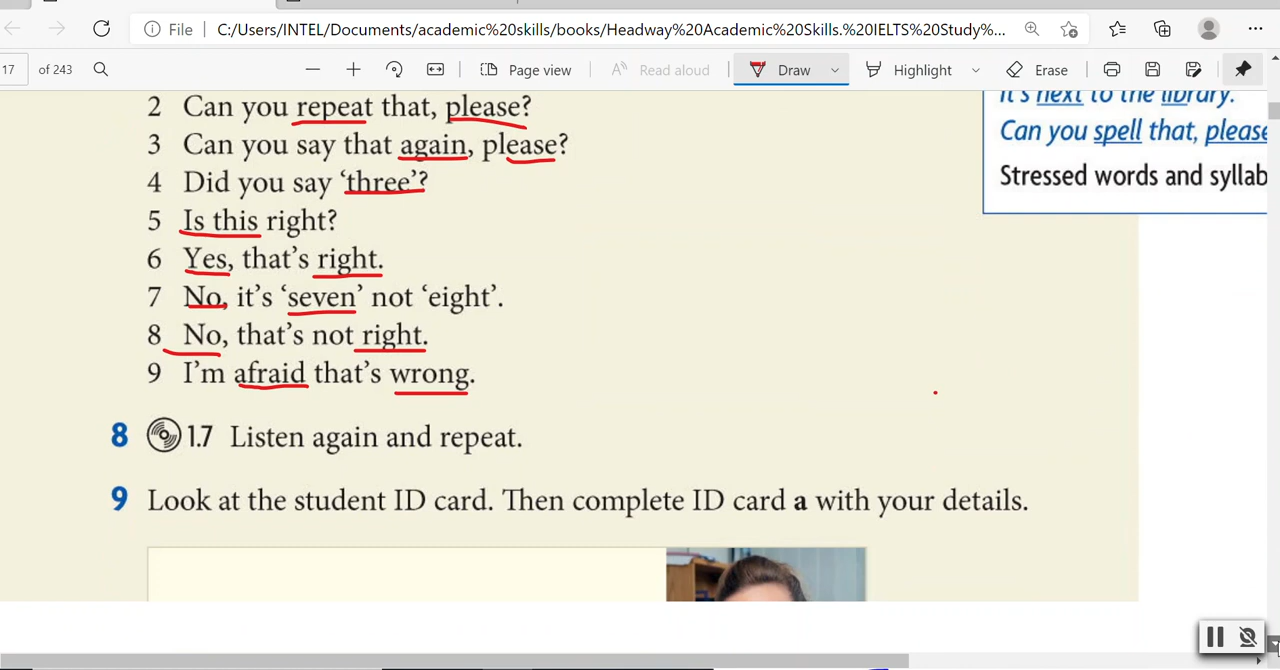 File C:/Users/INTEL/Documents/academic%20skills/books/Headway%20Academic%20Skills.%20IELTS%20Study%...
17 of 243 Page view Read aloud Draw Highlight Erase
2 Can you repeat that, please?
3 Can you say that again, please?
4 Did you say ‘three’?
5 Is this right?
6 Yes, that’s right.
7 No, it’s ‘seven’ not ‘eight’.
8 No, that’s not right.
9 I’m afraid that’s wrong.
It’s next to the library.
Can you spell that, please
Stressed words and syllab
8 1.7 Listen again and repeat.
9 Look at the student ID card. Then complete ID card a with your details.